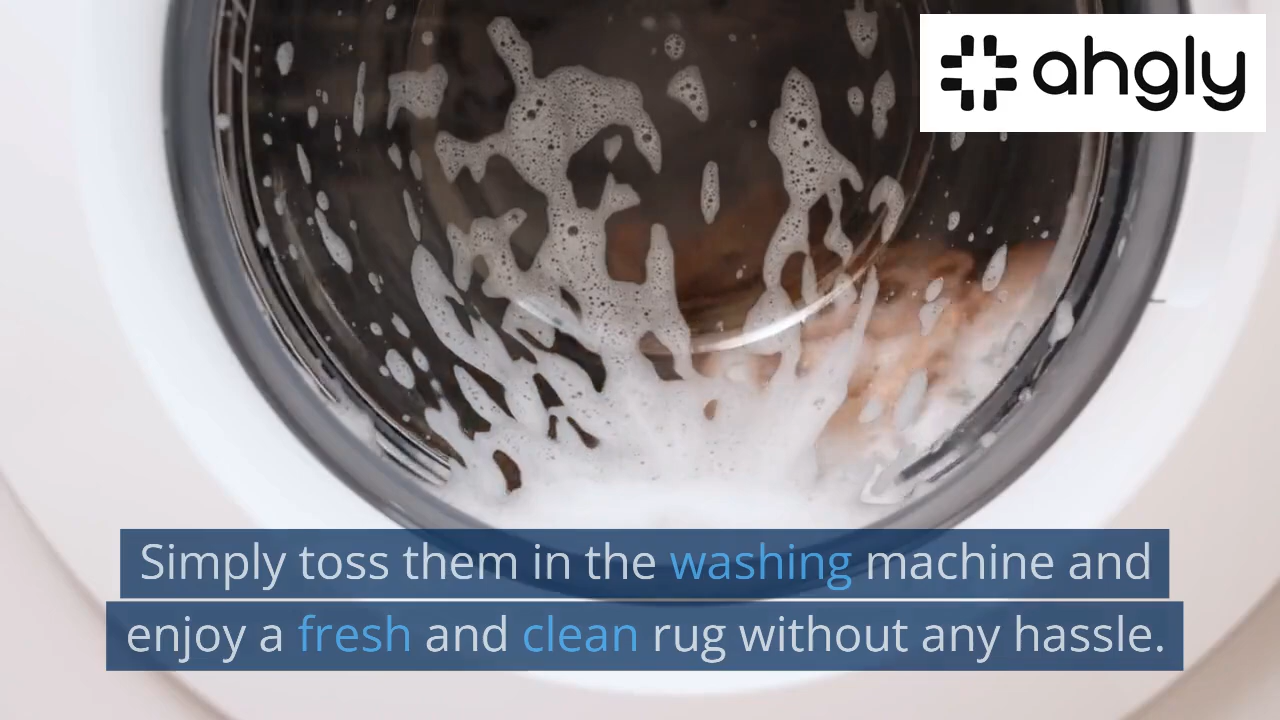 ahgly
Simply toss them in the washing machine and
enjoy a fresh and clean rug without any hassle.